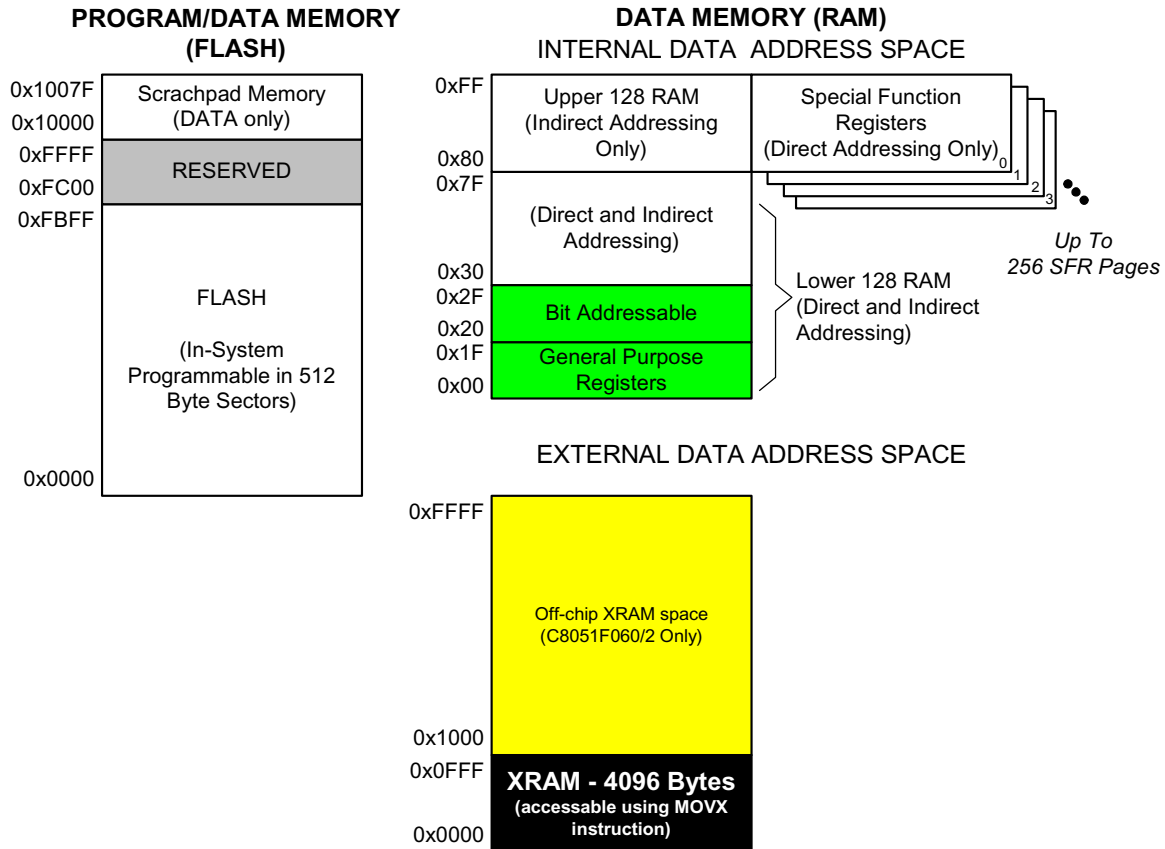 PROGRAM/DATA MEMORY
(FLASH)
0x1007F
Scrachpad Memory
(DATA only)
0x10000
0xFFFF
RESERVED
0xFC00
0xFBFF
FLASH
(In-System
Programmable in 512
Byte Sectors)
0x0000
DATA MEMORY (RAM)
INTERNAL DATA ADDRESS SPACE
0xFF
Upper 128 RAM
(Indirect Addressing
Only)
0x80
Special Function
Registers
(Direct Addressing Only)
0
1
2
3
Up To
256 SFR Pages
0x7F
(Direct and Indirect
Addressing)
0x30
0x2F
Bit Addressable
0x20
0x1F
General Purpose
Registers
0x00
Lower 128 RAM
(Direct and Indirect
Addressing)
EXTERNAL DATA ADDRESS SPACE
0xFFFF
Off-chip XRAM space
(C8051F060/2 Only)
0x1000
0x0FFF
XRAM - 4096 Bytes
(accessable using MOVX
instruction)
0x0000